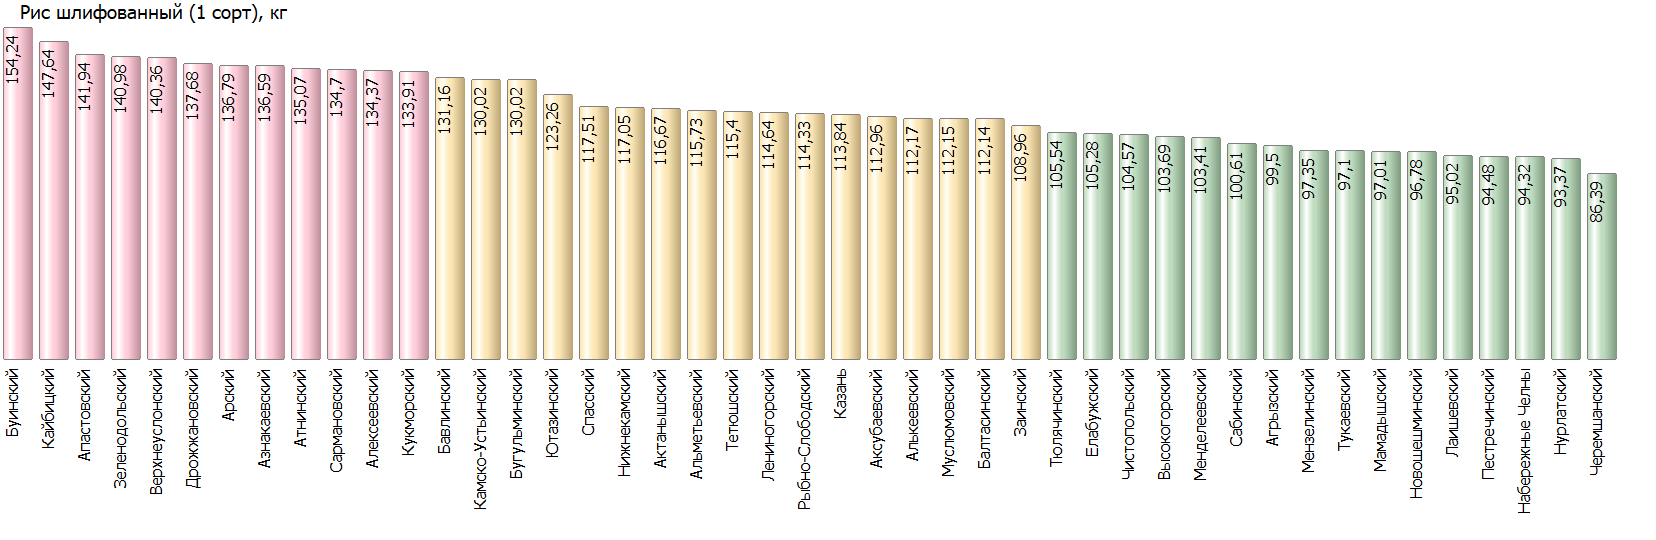 Рис шлифованный (1 сорт), кг
154,24
147,64
141,94
140,98
140,36
137,68
136,79
136,59
135,07
134,7
134,37
133,91
131,16
130,02
130,02
123,26
117,51
117,05
116,67
115,73
115,4
114,64
114,33
113,84
112,96
112,17
112,15
112,14
108,96
105,54
105,28
104,57
103,69
103,41
100,61
99,5
97,35
97,1
97,01
96,78
95,02
94,48
94,32
93,37
86,39
Буинский
Кайбицкий
Апастовский
Зеленодольский
Верхнеуслонский
Дрожжановский
Арский
Азнакаевский
Атнинский
Сармановский
Алексеевский
Кукморский
Бавлинский
Камско-Устьинский
Бугульминский
Ютазинский
Спасский
Нижнекамский
Актанышский
Альметьевский
Тетюшский
Лениногорский
Рыбно-Слободский
Казань
Аксубаевский
Алькеевский
Муслюмовский
Балтасинский
Заинский
Тюлячинский
Елабужский
Чистопольский
Высокогорский
Менделеевский
Сабинский
Агрызский
Мензелинский
Тукаевский
Мамадышский
Новошешминский
Лаишевский
Пестречинский
Набережные Челны
Нурлатский
Черемшанский